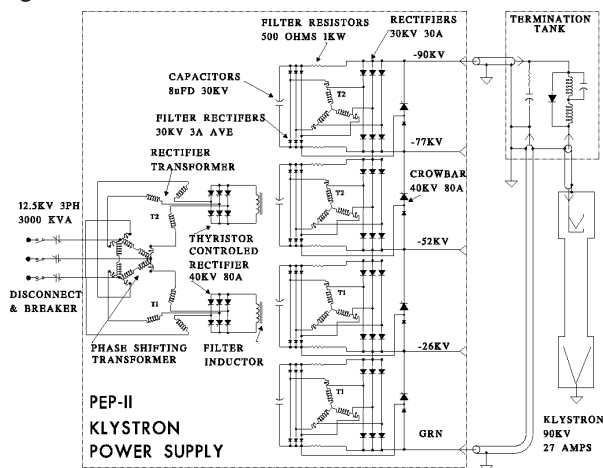 FILTER RESISTORS
500 OHMS 1KW
RECTIFIERS
30KV 30A
TERMINATION
TANK
-90KV
CAPACITORS
8uFD 30KV
T2
FILTER RECTIFERS
30KV 3A AVE
-77KV
RECTIFIER
TRANSFORMER
CROWBAR
40KV 80A
12.5KV 3PH
3000 KVA
T2
T2
THYRISTOR
CONTROLED
RECTIFIER
40KV 80A
-52KV
DISCONNECT
& BREAKER
T1
T1
PHASE SHIFTING
TRANSFORMER
FILTER
INDUCTOR
-26KV
T1
PEP-II
KLYSTRON
POWER SUPPLY
GRN
KLYSTRON
90KV
27 AMPS